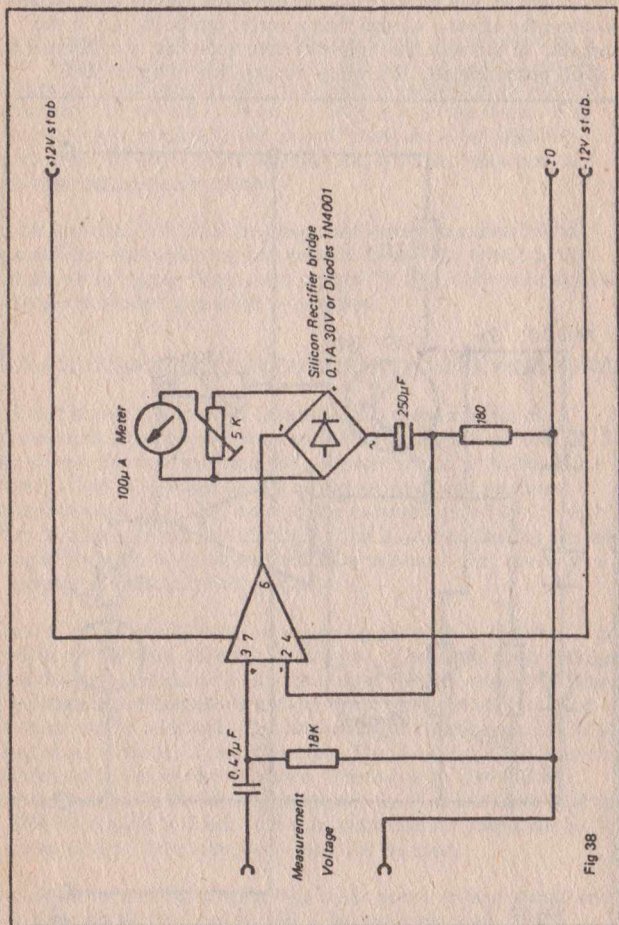 +12V stab.
±0
-12V stab.
100µA Meter
5K
Silicon Rectifier bridge
0.1A 30V or Diodes 1N4001
+
~
~
250µF
180
6
3 7
2 4
+
-
0.47µF
18K
Measurement
Voltage
Fig 38